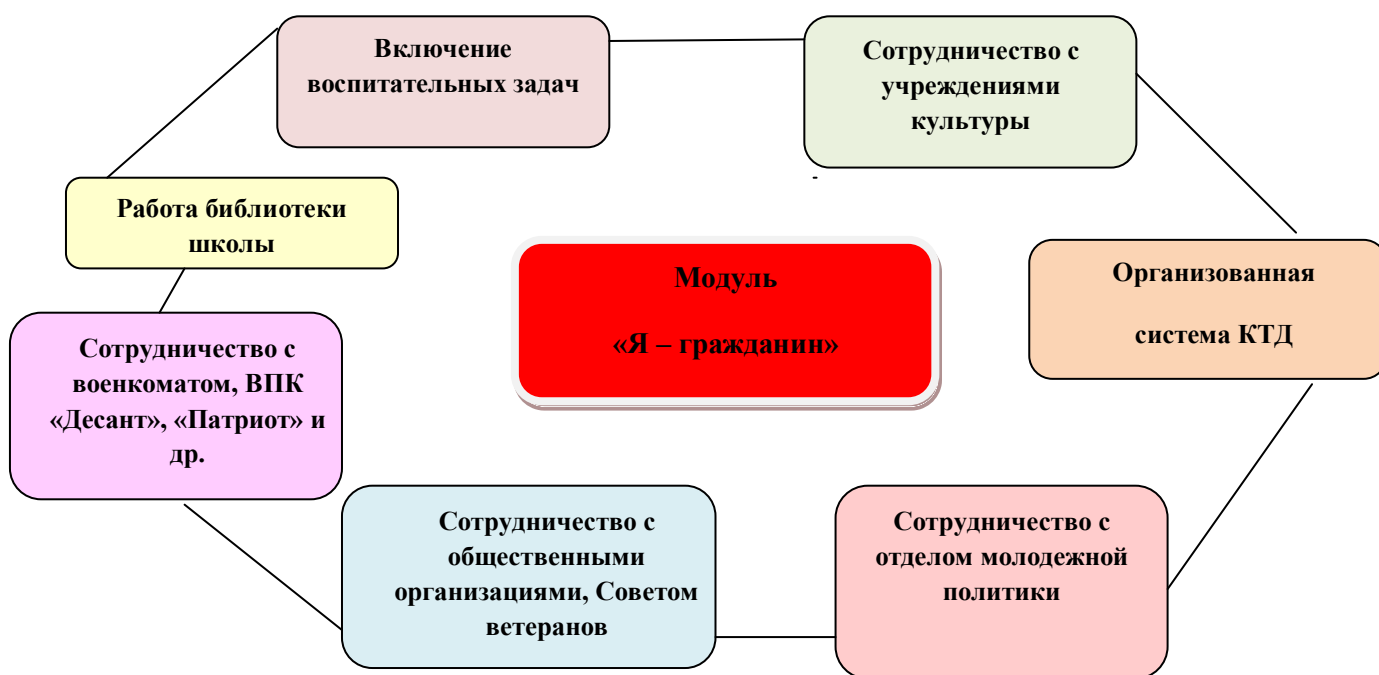 Включение
воспитательных задач
Сотрудничество с
учреждениями
культуры
Работа библиотеки
школы
Модуль
«Я – гражданин»
Организованная
система КТД
Сотрудничество с
военкоматом, ВПК
«Десант», «Патриот» и
др.
Сотрудничество с
общественными
организациями, Советом
ветеранов
Сотрудничество с
отделом молодежной
политики